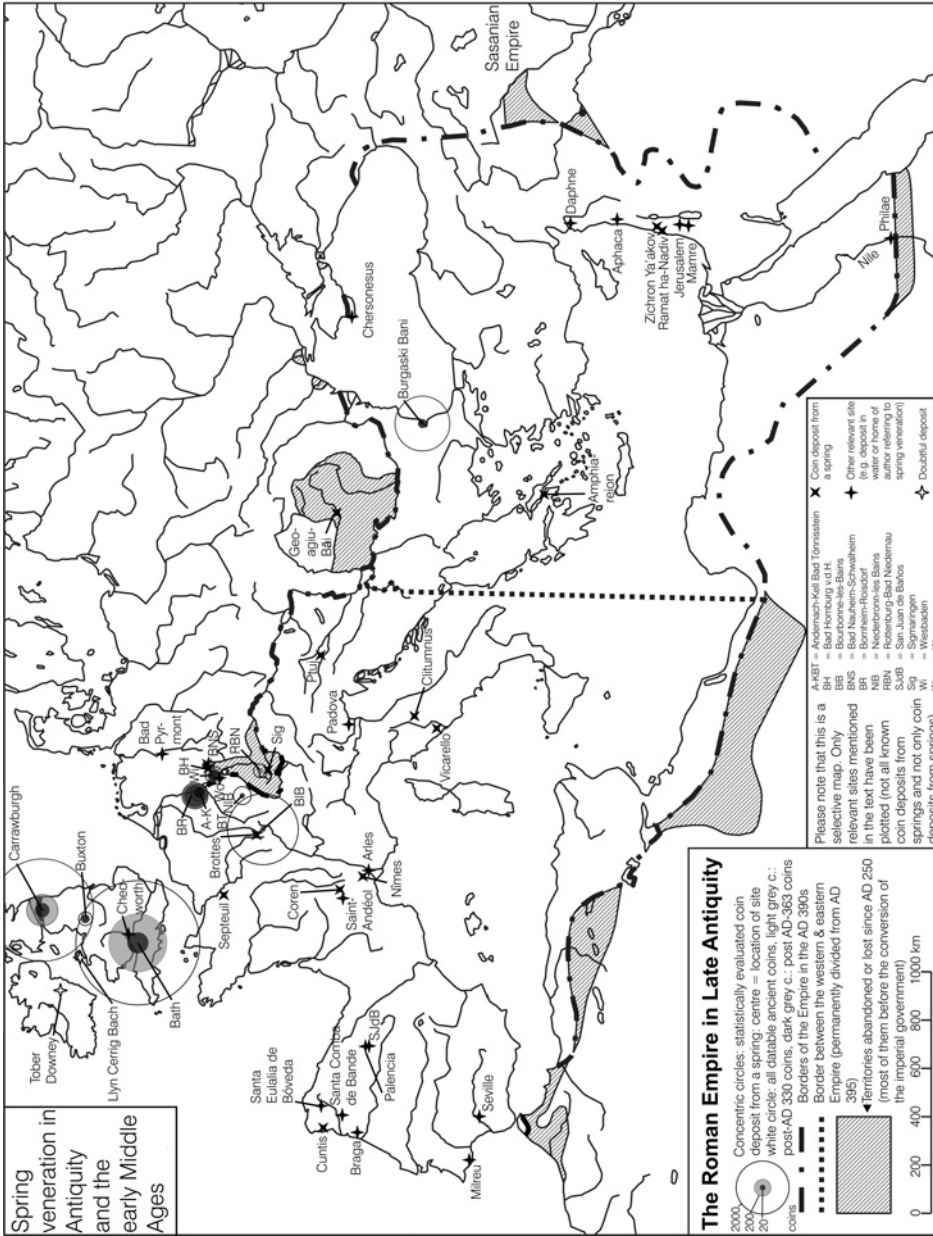 Spring
veneration in
Antiquity
and the
early Middle
Ages
Carrawburgh
Tober
Downey
Buxton
Ched-
worth
Llyn Cerrig Bach
Bath
Bad
Pyr-
mont
BR
BH
Wi
BNS
A-K
BT
NIB
RBN
Sig
BIB
Brottes
Septeuil
Coren
Saint-
Andéol
Arles
Nîmes
Santa
Eulalia de
Bóveda
Cuntis
Santa Comba
de Bande
Braga
SJdB
Palencia
Seville
Milreu
Ptuj
Padova
Clitumnus
Vicarello
Geo-
agiu-
Băi
Burgaski Bani
Amphia-
reion
Chersonesus
Sasanian
Empire
Daphne
Aphaca
Zichron Ya'akov
Ramat ha-Nadiv
Jerusalem
Mamre
Nile
Philae
The Roman Empire in Late Antiquity
2000
200
20
coins
Concentric circles: statistically evaluated coin
deposit from a spring: centre = location of site
white circle: all datable ancient coins, light grey c.:
post-AD 330 coins, dark grey c.: post AD-363 coins
Borders of the Empire in the AD 390s
Border between the western & eastern
Empire (permanently divided from AD
395)
Territories abandoned or lost since AD 250
(most of them before the conversion of
the imperial government)
0 200 400 600 800 1000 km
Please note that this is a
selective map. Only
relevant sites mentioned
in the text have been
plotted (not all known
coin deposits from
springs and not only coin
deposits from springs)
A-KBT = Andernach-Kell Bad Tönnisstein
BH = Bad Homburg v.d.H.
BIB = Bourbonne-les-Bains
BNS = Bad Nauheim-Schwalheim
BR = Bornheim-Roisdorf
NIB = Niederbronn-les Bains
RBN = Rottenburg-Bad Niedernau
SJdB = San Juan de Baños
Sig = Sigmaringen
Wi = Wiesbaden
Coin deposit from
a spring
Other relevant site
(e.g. deposit in
water or home of
author referring to
spring veneration)
Doubtful deposit